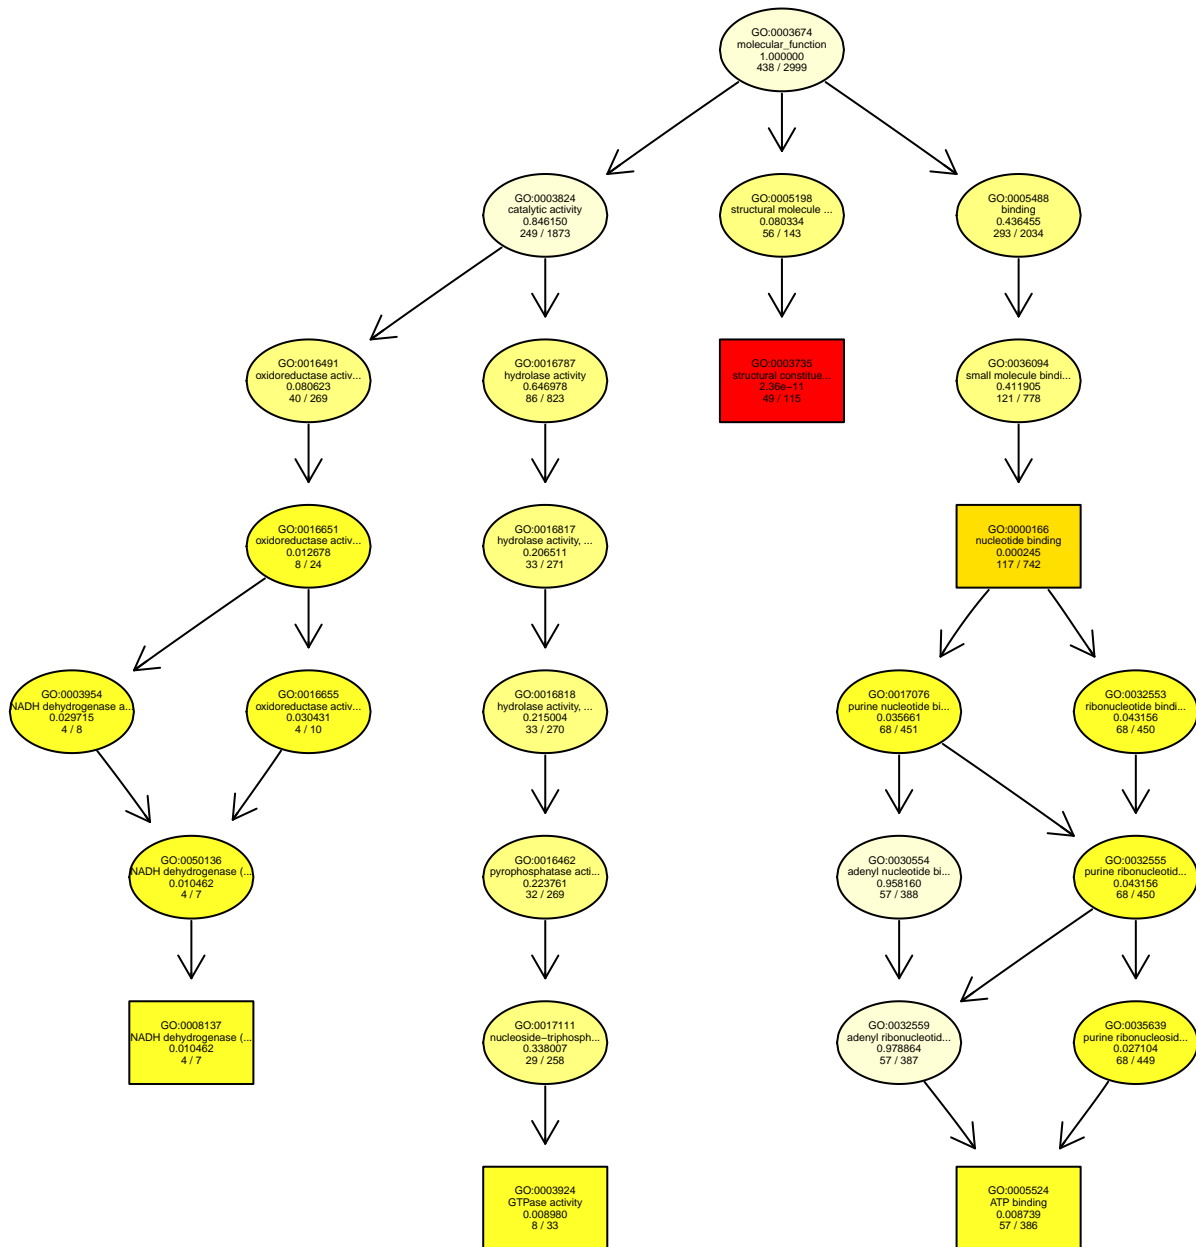 GO:0003674
molecular_function
1.000000
438 / 2999
GO:0003824
catalytic activity
0.846150
249 / 1873
GO:0005198
structural molecule ...
0.080334
56 / 143
GO:0005488
binding
0.436455
293 / 2034
GO:0016491
oxidoreductase activ...
0.080623
40 / 269
GO:0016787
hydrolase activity
0.646978
86 / 823
GO:0003735
structural constitue...
2.36e−11
49 / 115
GO:0036094
small molecule bindi...
0.411905
121 / 778
GO:0016651
oxidoreductase activ...
0.012678
8 / 24
GO:0016817
hydrolase activity, ...
0.206511
33 / 271
GO:0000166
nucleotide binding
0.000245
117 / 742
GO:0003954
NADH dehydrogenase a...
0.029715
4 / 8
GO:0016655
oxidoreductase activ...
0.030431
4 / 10
GO:0016818
hydrolase activity, ...
0.215004
33 / 270
GO:0017076
purine nucleotide bi...
0.035661
68 / 451
GO:0032553
ribonucleotide bindi...
0.043156
68 / 450
GO:0050136
NADH dehydrogenase (...
0.010462
4 / 7
GO:0016462
pyrophosphatase acti...
0.223761
32 / 269
GO:0030554
adenyl nucleotide bi...
0.958160
57 / 388
GO:0032555
purine ribonucleotid...
0.043156
68 / 450
GO:0008137
NADH dehydrogenase (...
0.010462
4 / 7
GO:0017111
nucleoside−triphosph...
0.338007
29 / 258
GO:0032559
adenyl ribonucleotid...
0.978864
57 / 387
GO:0035639
purine ribonucleosid...
0.027104
68 / 449
GO:0003924
GTPase activity
0.008980
8 / 33
GO:0005524
ATP binding
0.008739
57 / 386